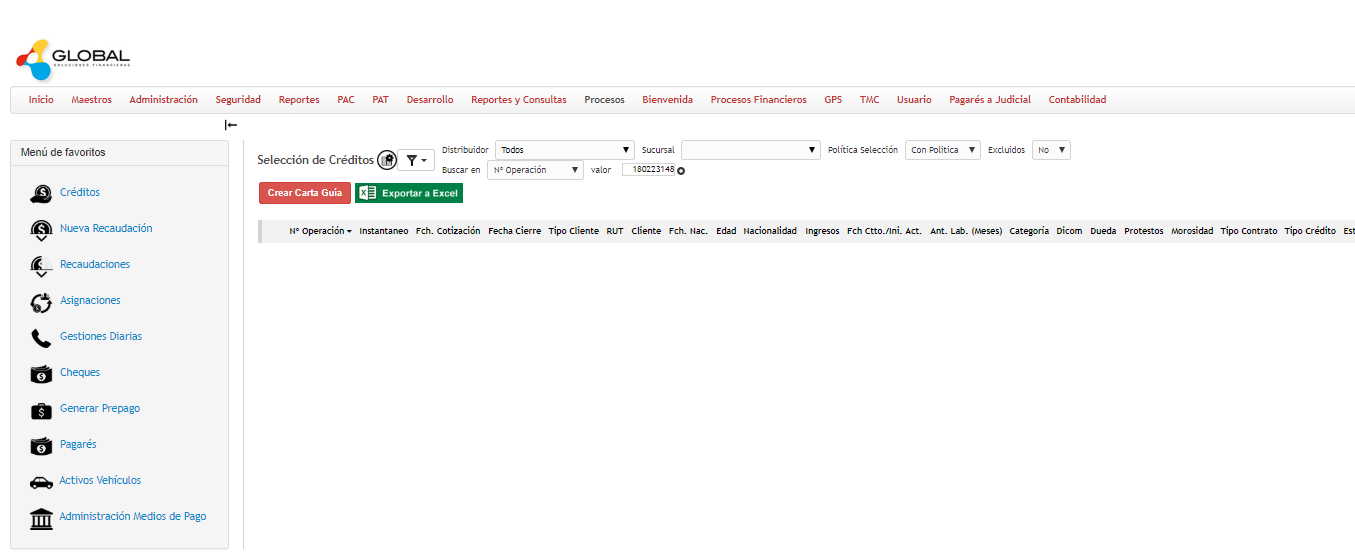 GLOBAL
SOLUCIONES FINANCIERAS
Inicio Maestros Administración Seguridad Reportes PAC PAT Desarrollo Reportes y Consultas Procesos Bienvenida Procesos Financieros GPS TMC Usuario Pagarés a Judicial Contabilidad
Menú de favoritos
Créditos
Nueva Recaudación
Recaudaciones
Asignaciones
Gestiones Diarias
Cheques
Generar Prepago
Pagarés
Activos Vehículos
Administración Medios de Pago
Selección de Créditos
Distribuidor Todos Sucursal Política Selección Con Política Excluidos No
Buscar en N° Operación valor 180223148
Crear Carta Guía Exportar a Excel
N° Operación Instantaneo Fch. Cotización Fecha Cierre Tipo Cliente RUT Cliente Fch. Nac. Edad Nacionalidad Ingresos Fch Ctto./Ini. Act. Ant. Lab. (Meses) Categoría Dicom Dueda Protestos Morosidad Tipo Contrato Tipo Crédito Est